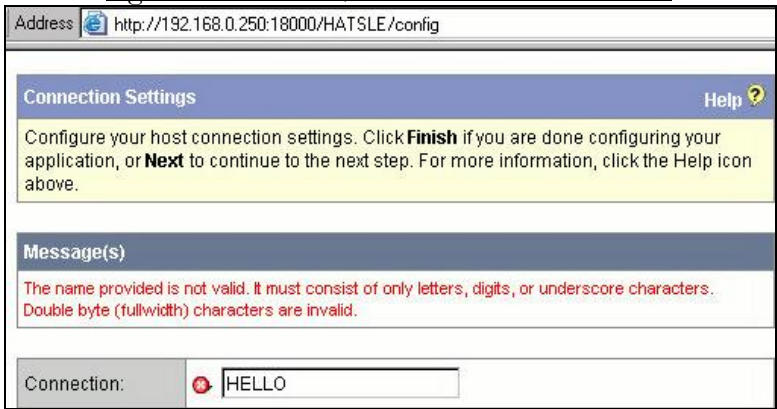 Address http://192.168.0.250:18000/HATSLE/config
Connection Settings Help ?
Configure your host connection settings. Click Finish if you are done configuring your
application, or Next to continue to the next step. For more information, click the Help icon
above.
Message(s)
The name provided is not valid. It must consist of only letters, digits, or underscore characters.
Double byte (fullwidth) characters are invalid.
Connection: HELLO